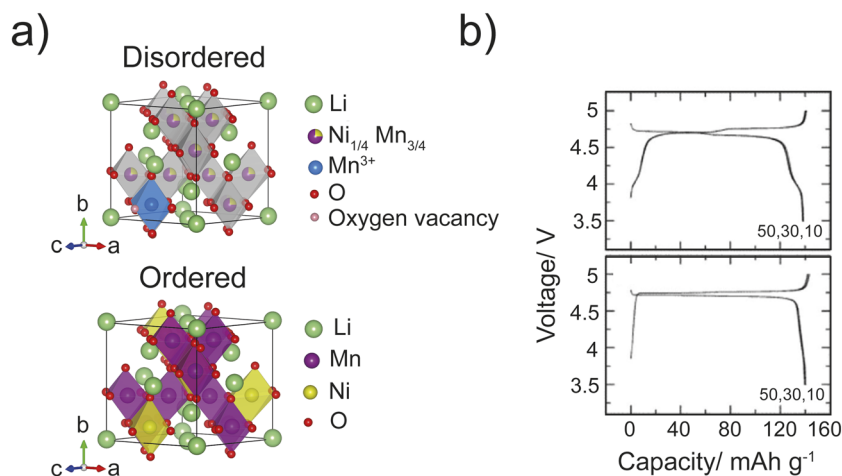 a)
Disordered
Li
Ni1/4 Mn3/4
Mn3+
O
Oxygen vacancy
b
c
a
Ordered
Li
Mn
Ni
O
b
c
a
b)
5
4.5
4
3.5
50,30,10
5
4.5
4
3.5
50,30,10
Voltage/ V
0
40
80
120
160
Capacity/ mAh g-1